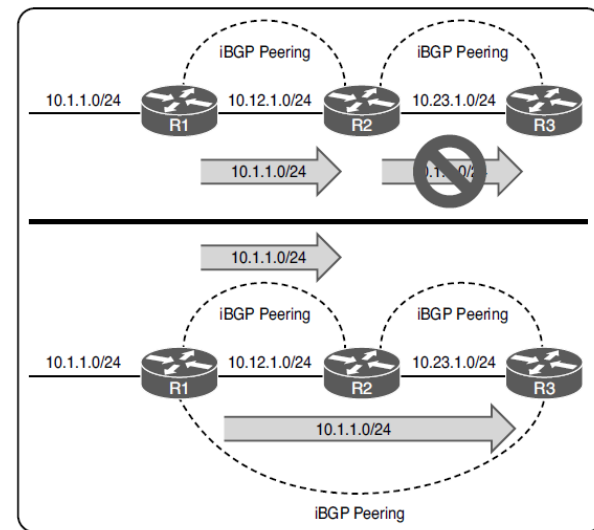 iBGP Peering iBGP Peering
10.1.1.0/24 10.12.1.0/24 10.23.1.0/24
R1 R2 R3
10.1.1.0/24
10.1.1.0/24
iBGP Peering iBGP Peering
10.1.1.0/24 10.12.1.0/24 10.23.1.0/24
R1 R2 R3
10.1.1.0/24
iBGP Peering